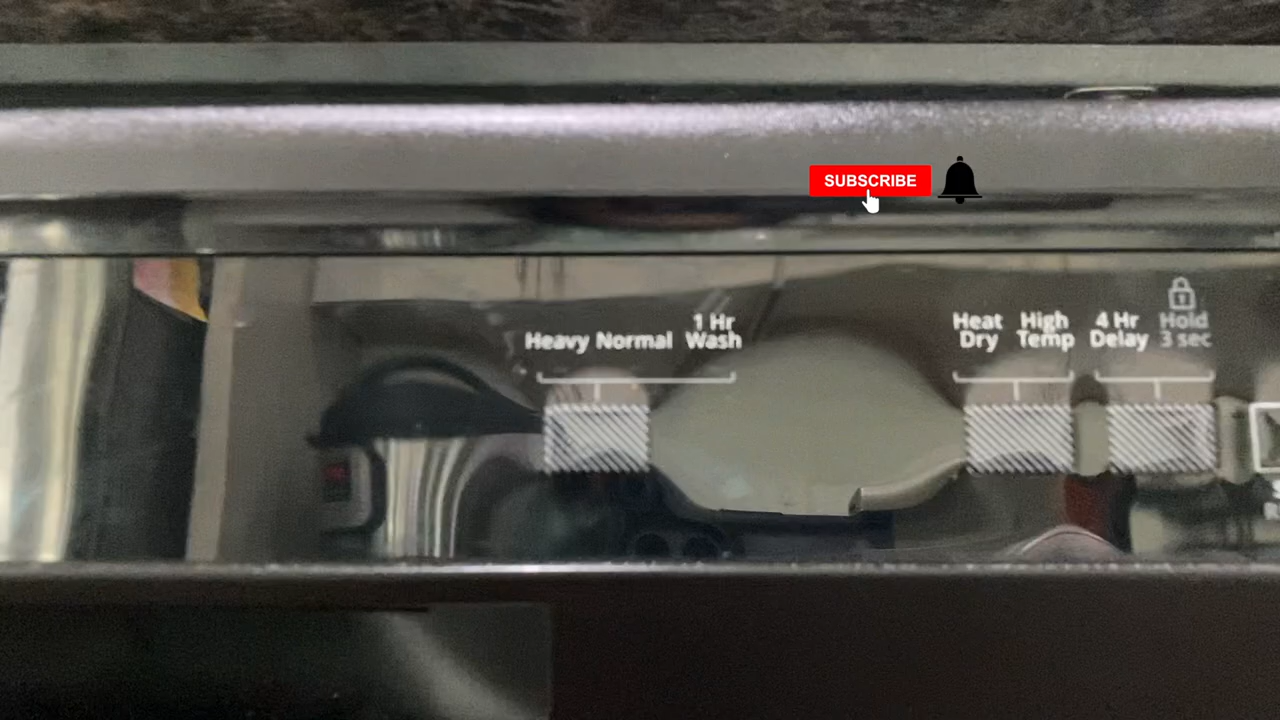 SUBSCRIBE
Heavy Normal 1 Hr Wash
Heat Dry
High Temp
4 Hr Delay
Hold 3 sec